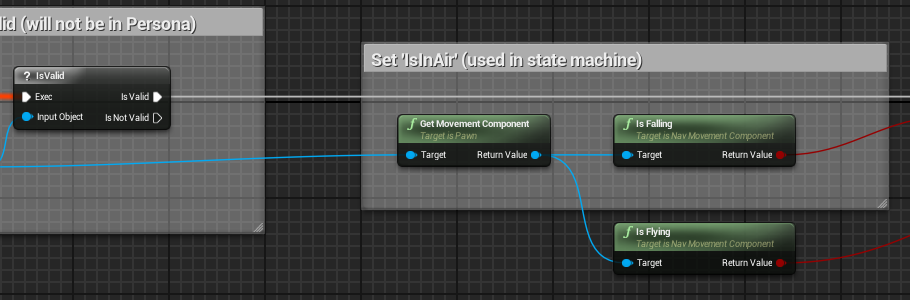 lid (will not be in Persona)
? IsValid
Exec
Is Valid
Input Object
Is Not Valid
Set 'IsInAir' (used in state machine)
f Get Movement Component
Target is Pawn
Target
Return Value
f Is Falling
Target is Nav Movement Component
Target
Return Value
f Is Flying
Target is Nav Movement Component
Target
Return Value